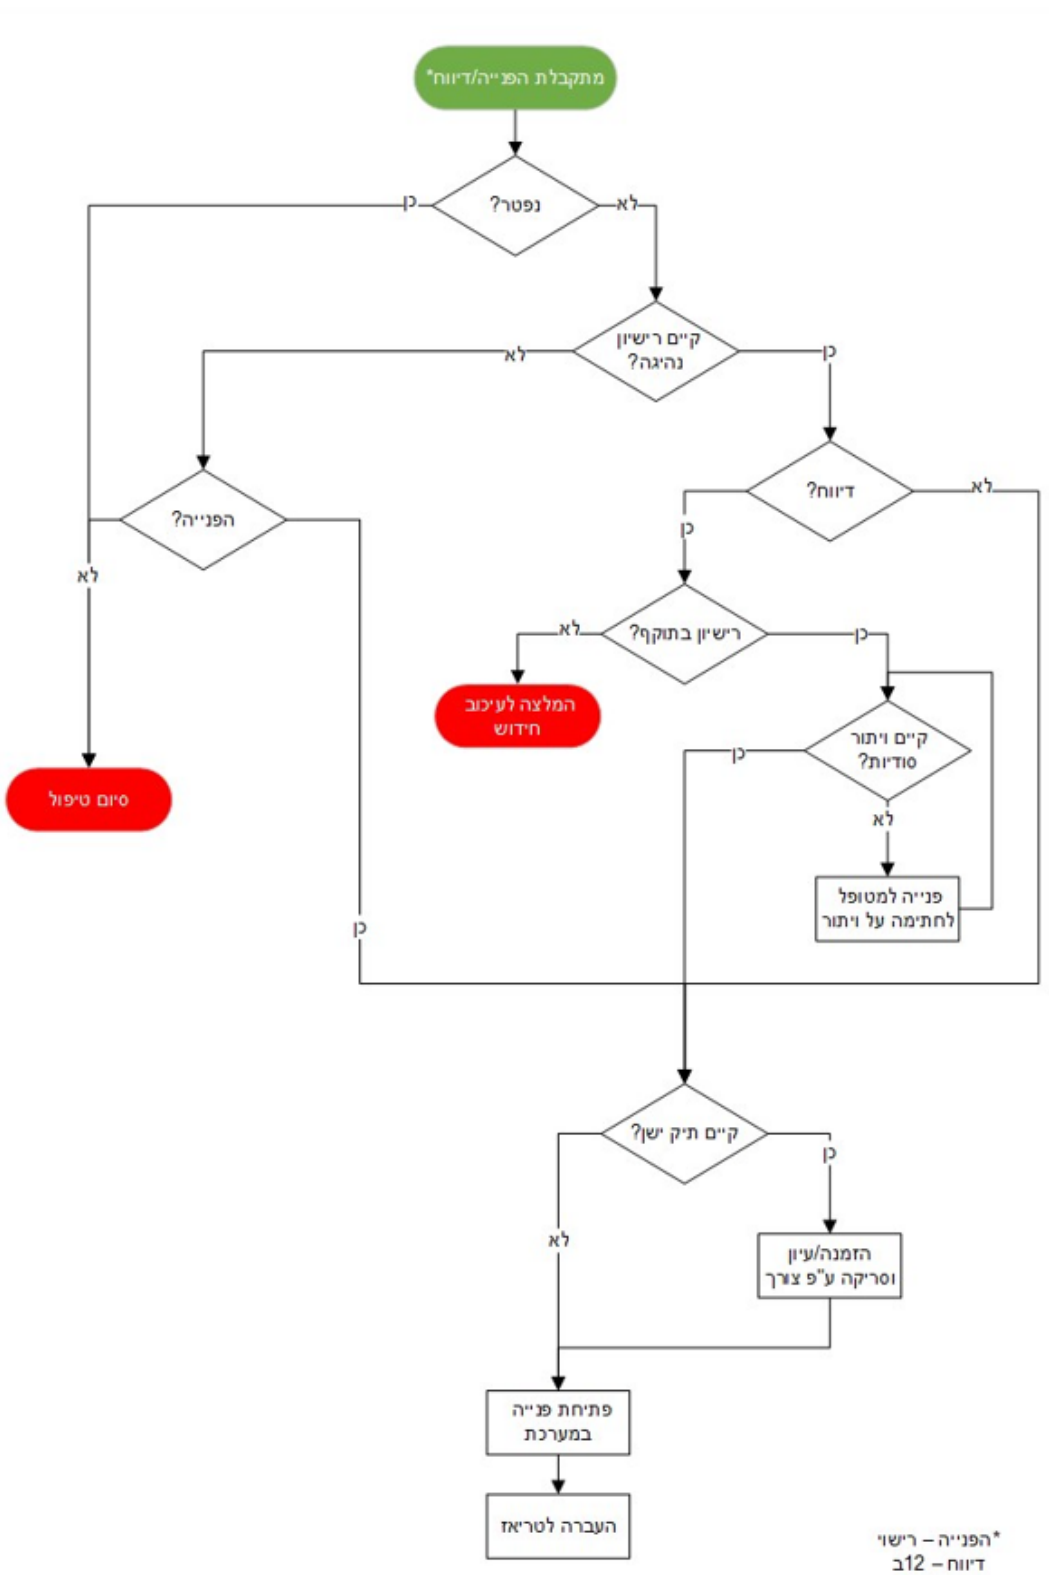 מתקבלת הפנייה/דיווח*
נפטר?
כן
לא
קיים רישיון
נהיגה?
לא
כן
דיווח?
לא
כן
הפנייה?
לא
כן
רישיון בתוקף?
לא
כן
המלצה לעיכוב
חידוש
קיים ויתור
סודיות?
כן
לא
סיום טיפול
פנייה למטופל
לחתימה על ויתור
קיים תיק ישן?
כן
לא
הזמנה/עיון
וסריקה ע"פ צורך
פתיחת פנייה
במערכת
העברה לטריאז
*הפנייה – רישוי
דיווח – 12ב